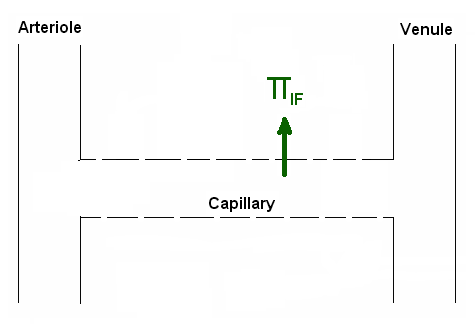 Arteriole
Venule
πIF
Capillary